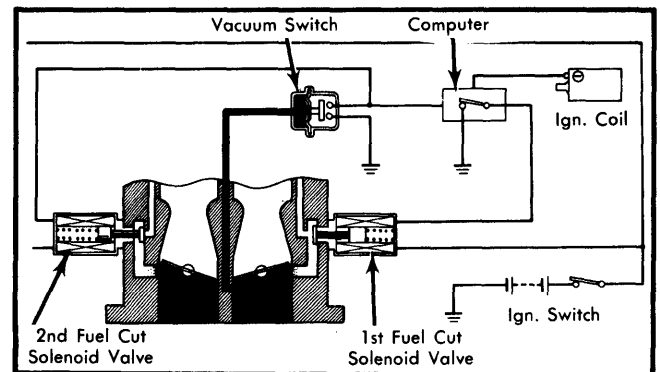 Vacuum Switch
Computer
Ign. Coil
Ign. Switch
2nd Fuel Cut
Solenoid Valve
1st Fuel Cut
Solenoid Valve